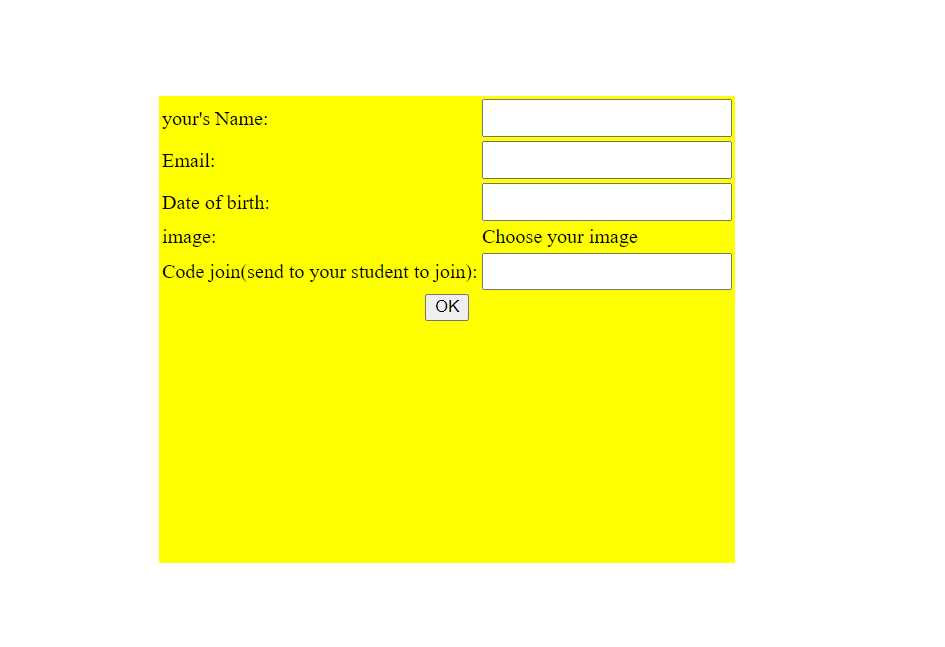 your's Name:
Email:
Date of birth:
image: Choose your image
Code join(send to your student to join):
OK